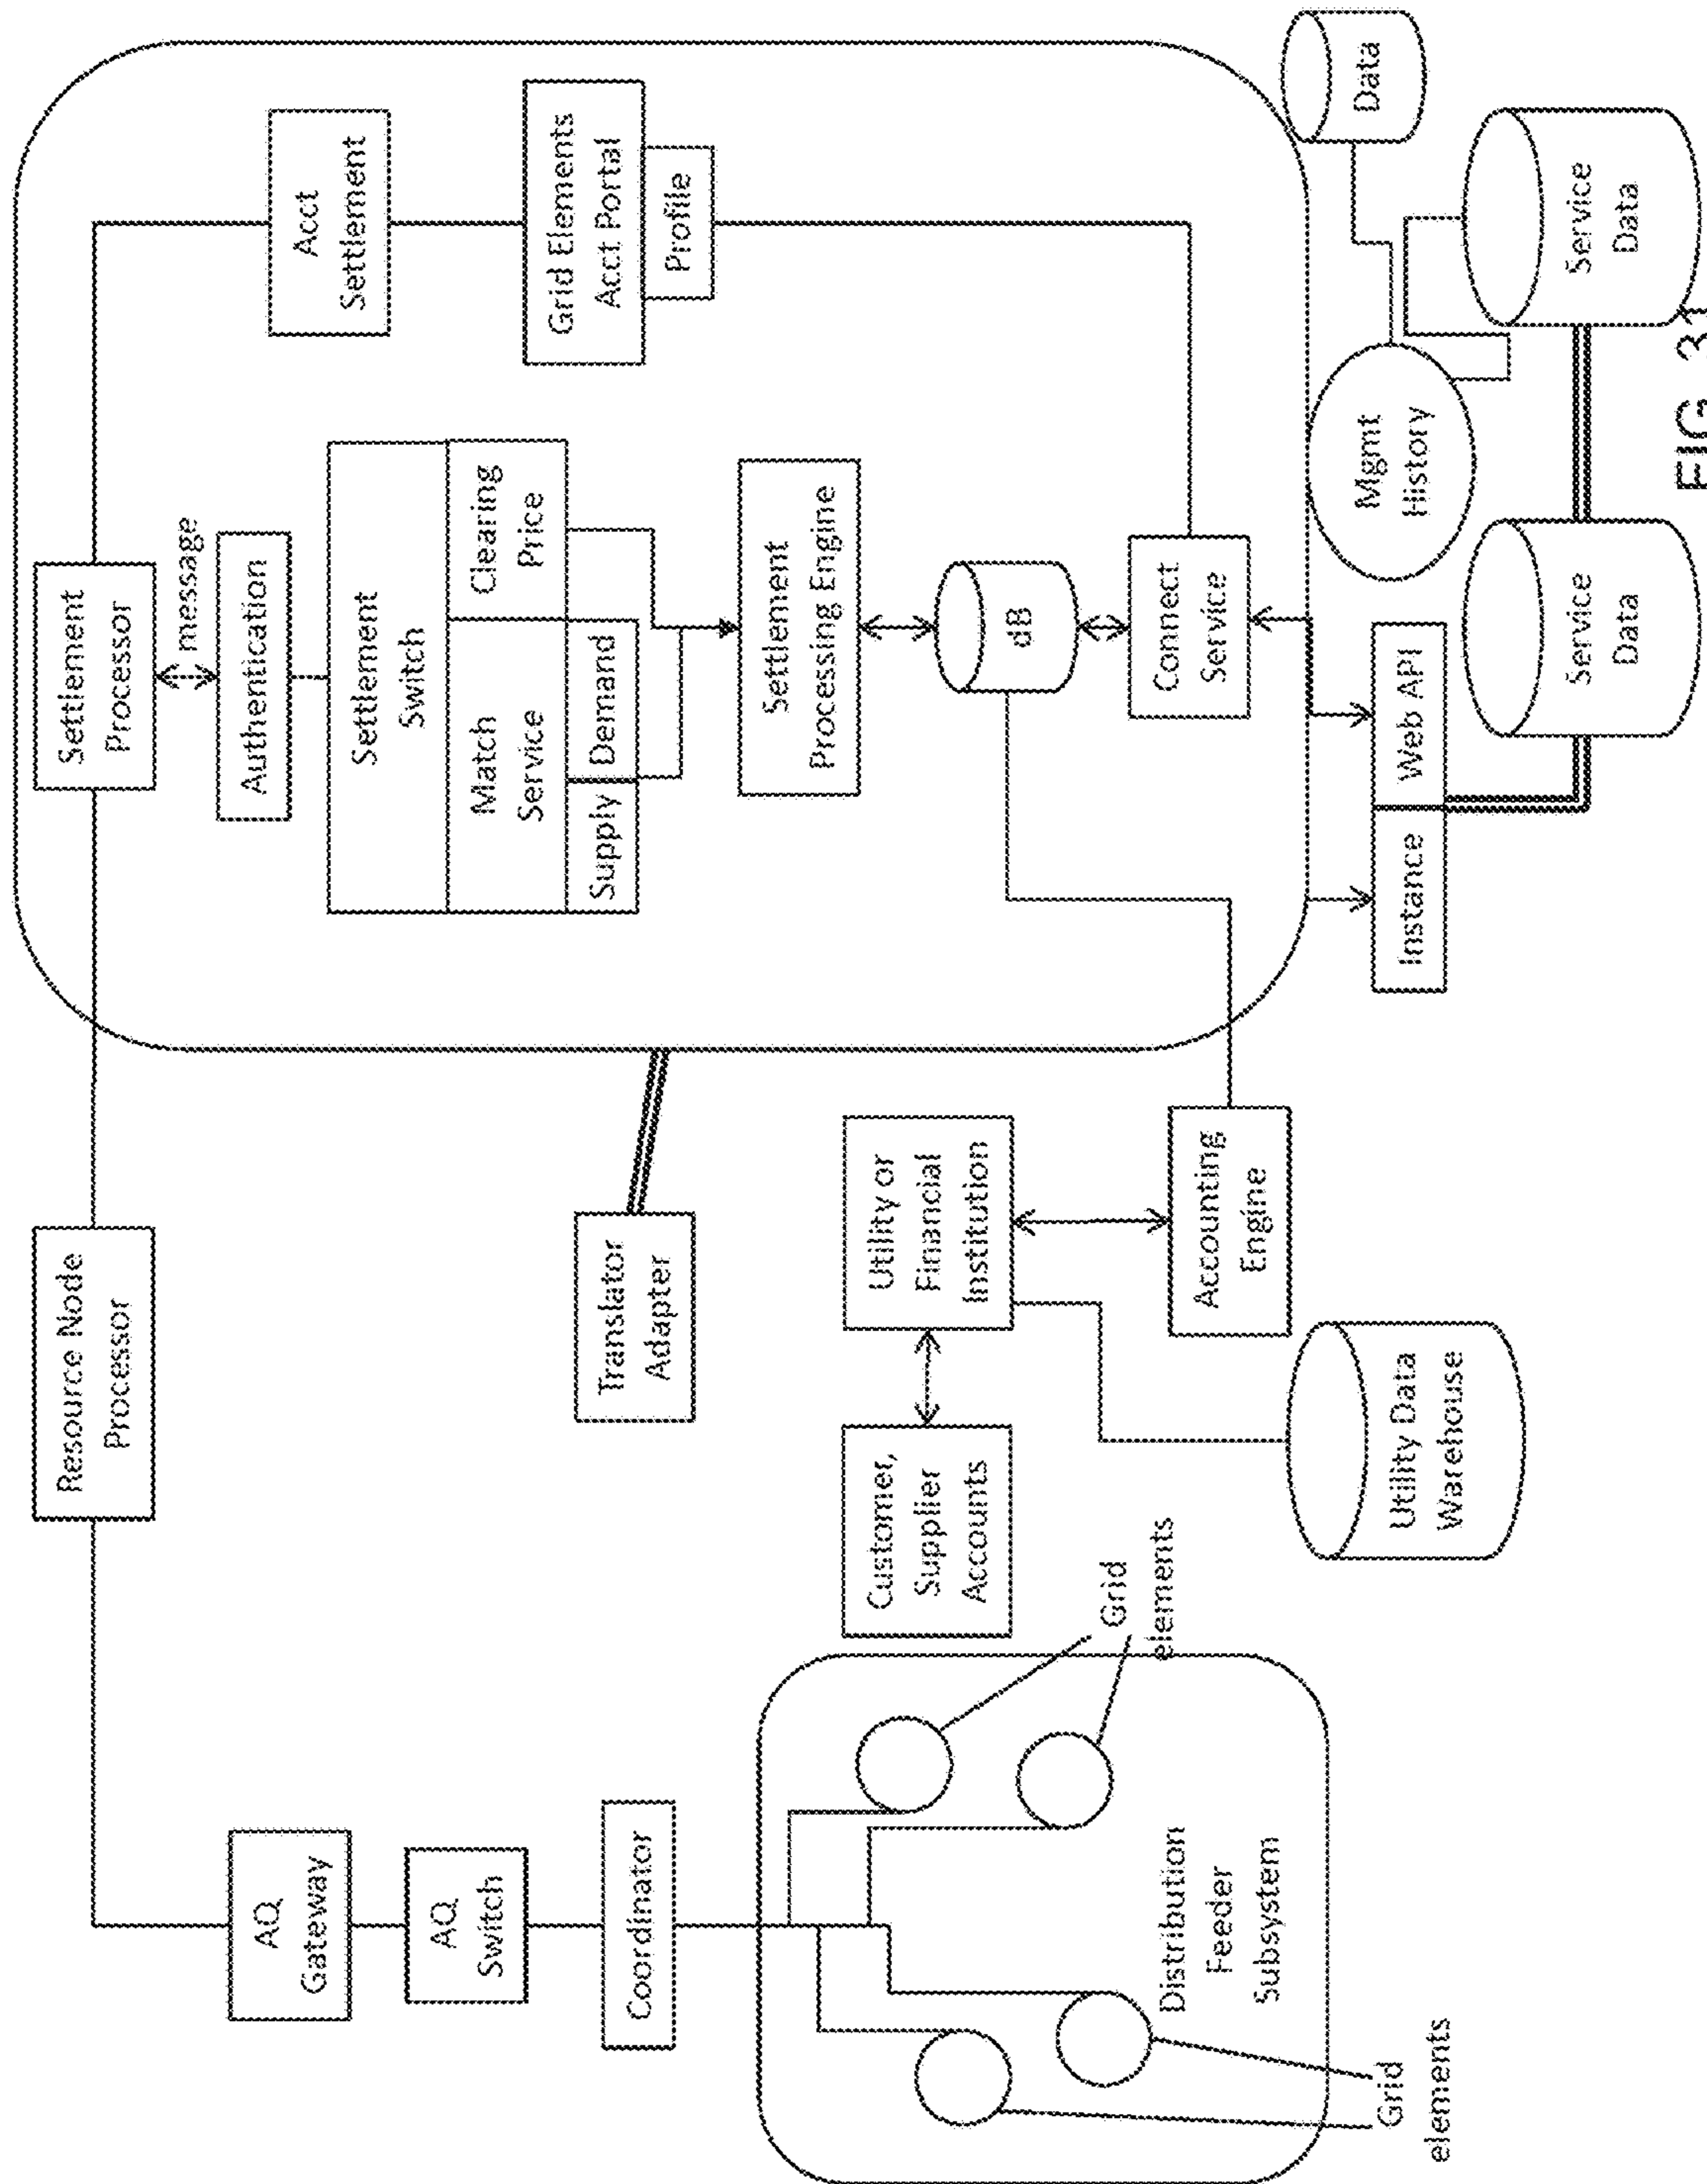 Resource Node
Processor
Settlement
Processor
message
AQ
Gateway
Authentication
Acct
Settlement
AQ
Switch
Settlement
Switch
Match
Service
Clearing
Price
Supply
Demand
Grid Elements
Acct Portal
Profile
Coordinator
Translator
Adapter
Settlement
Processing Engine
Customer,
Supplier
Accounts
Utility or
Financial
Institution
dB
Grid
elements
Distribution
Feeder
Subsystem
Accounting
Engine
Connect
Service
Grid
elements
Utility Data
Warehouse
Instance
Web API
Mgmt
History
Data
Service
Data
Service
Data
FIG. 31